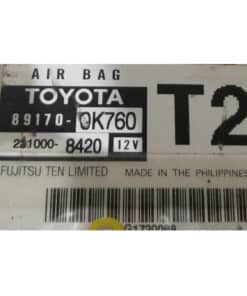 AIR BAG
TOYOTA T2
89170-0K760
231000-8420 12V
FUJITSU TEN LIMITED MADE IN THE PHILIPPINES